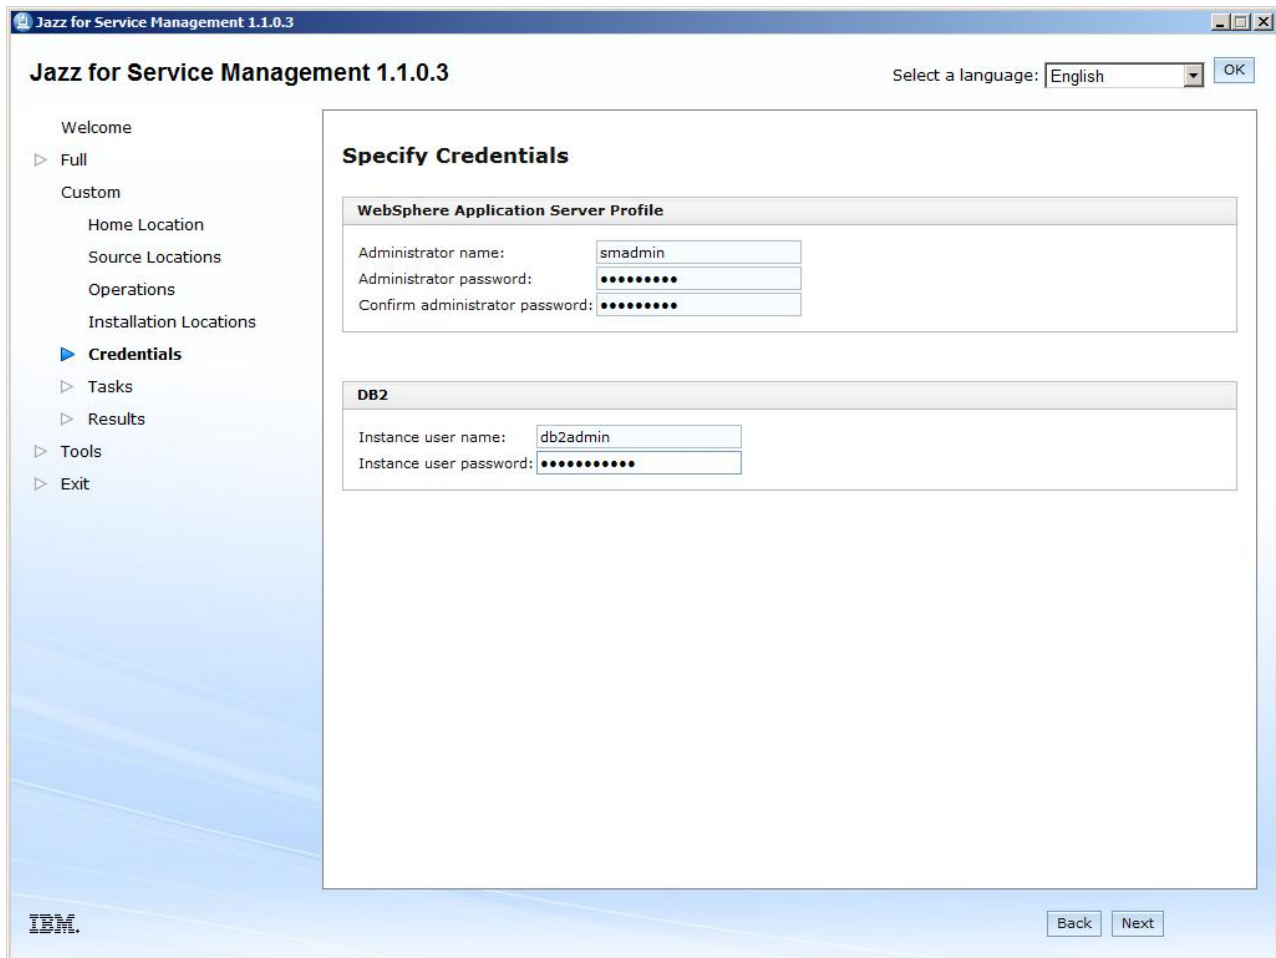 Jazz for Service Management 1.1.0.3
Jazz for Service Management 1.1.0.3
Select a language: English OK
Welcome
Full
Custom
Home Location
Source Locations
Operations
Installation Locations
Credentials
Tasks
Results
Tools
Exit
Specify Credentials
WebSphere Application Server Profile
Administrator name: smadmin
Administrator password: •••••••••
Confirm administrator password: •••••••••
DB2
Instance user name: db2admin
Instance user password: •••••••••••
IBM.
Back Next